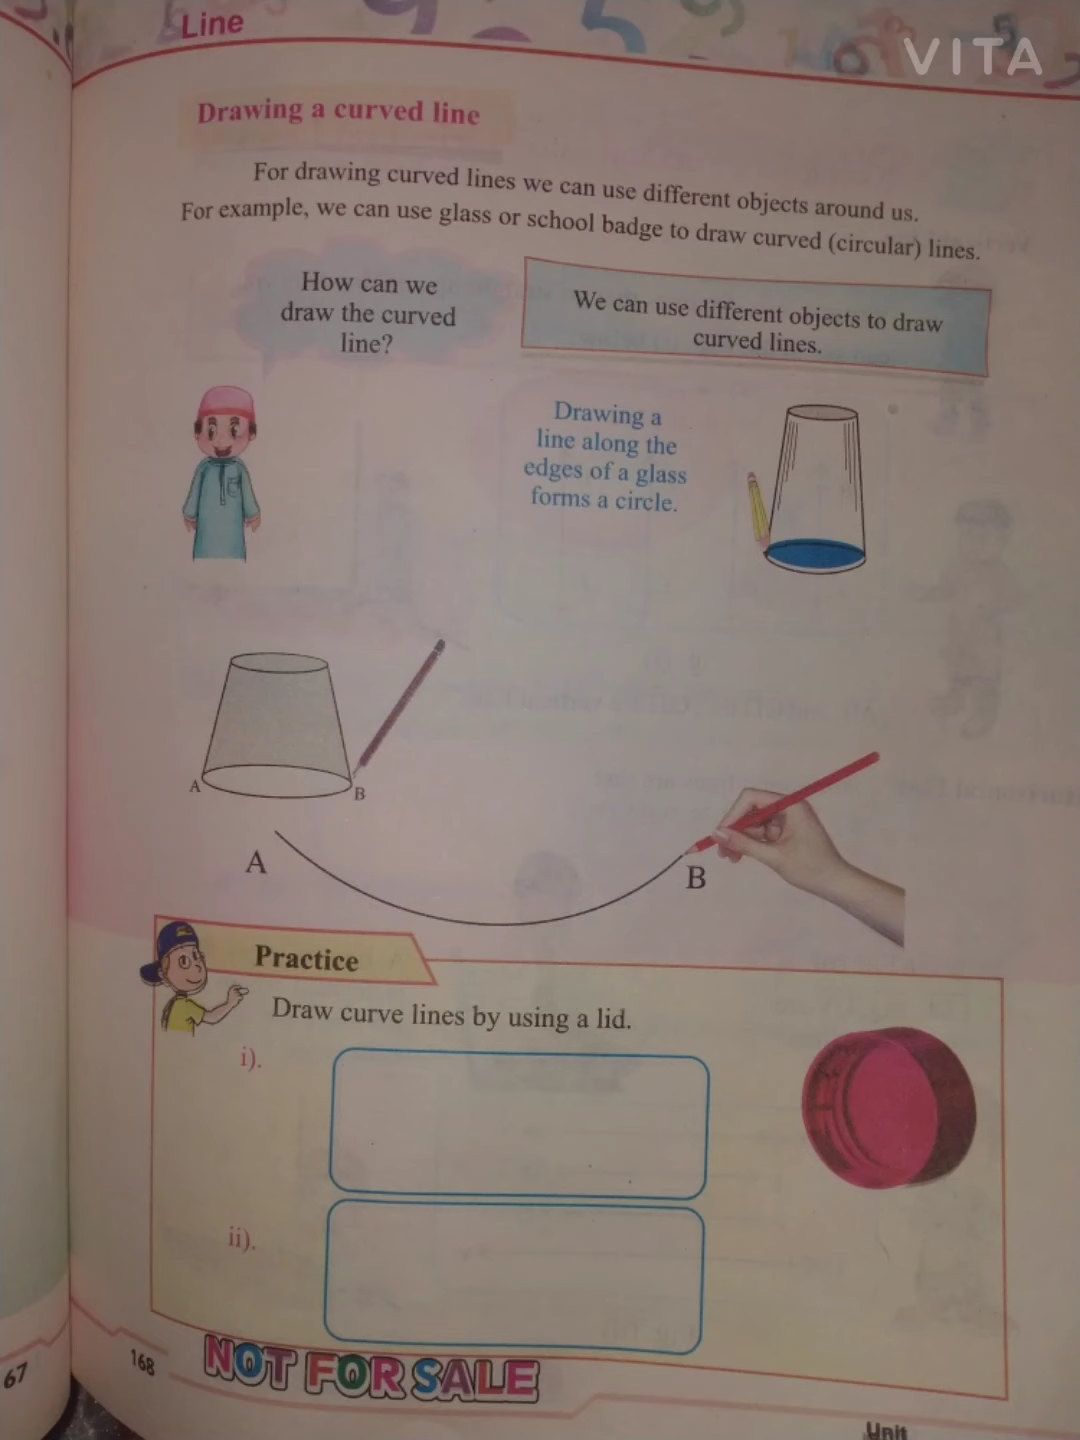 Line
VITA
Drawing a curved line
For drawing curved lines we can use different objects around us.
For example, we can use glass or school badge to draw curved (circular) lines.
How can we
draw the curved
line?
We can use different objects to draw
curved lines.
Drawing a
line along the
edges of a glass
forms a circle.
A
B
A
B
Practice
Draw curve lines by using a lid.
i).
ii).
67
168
NOT FOR SALE
Unit